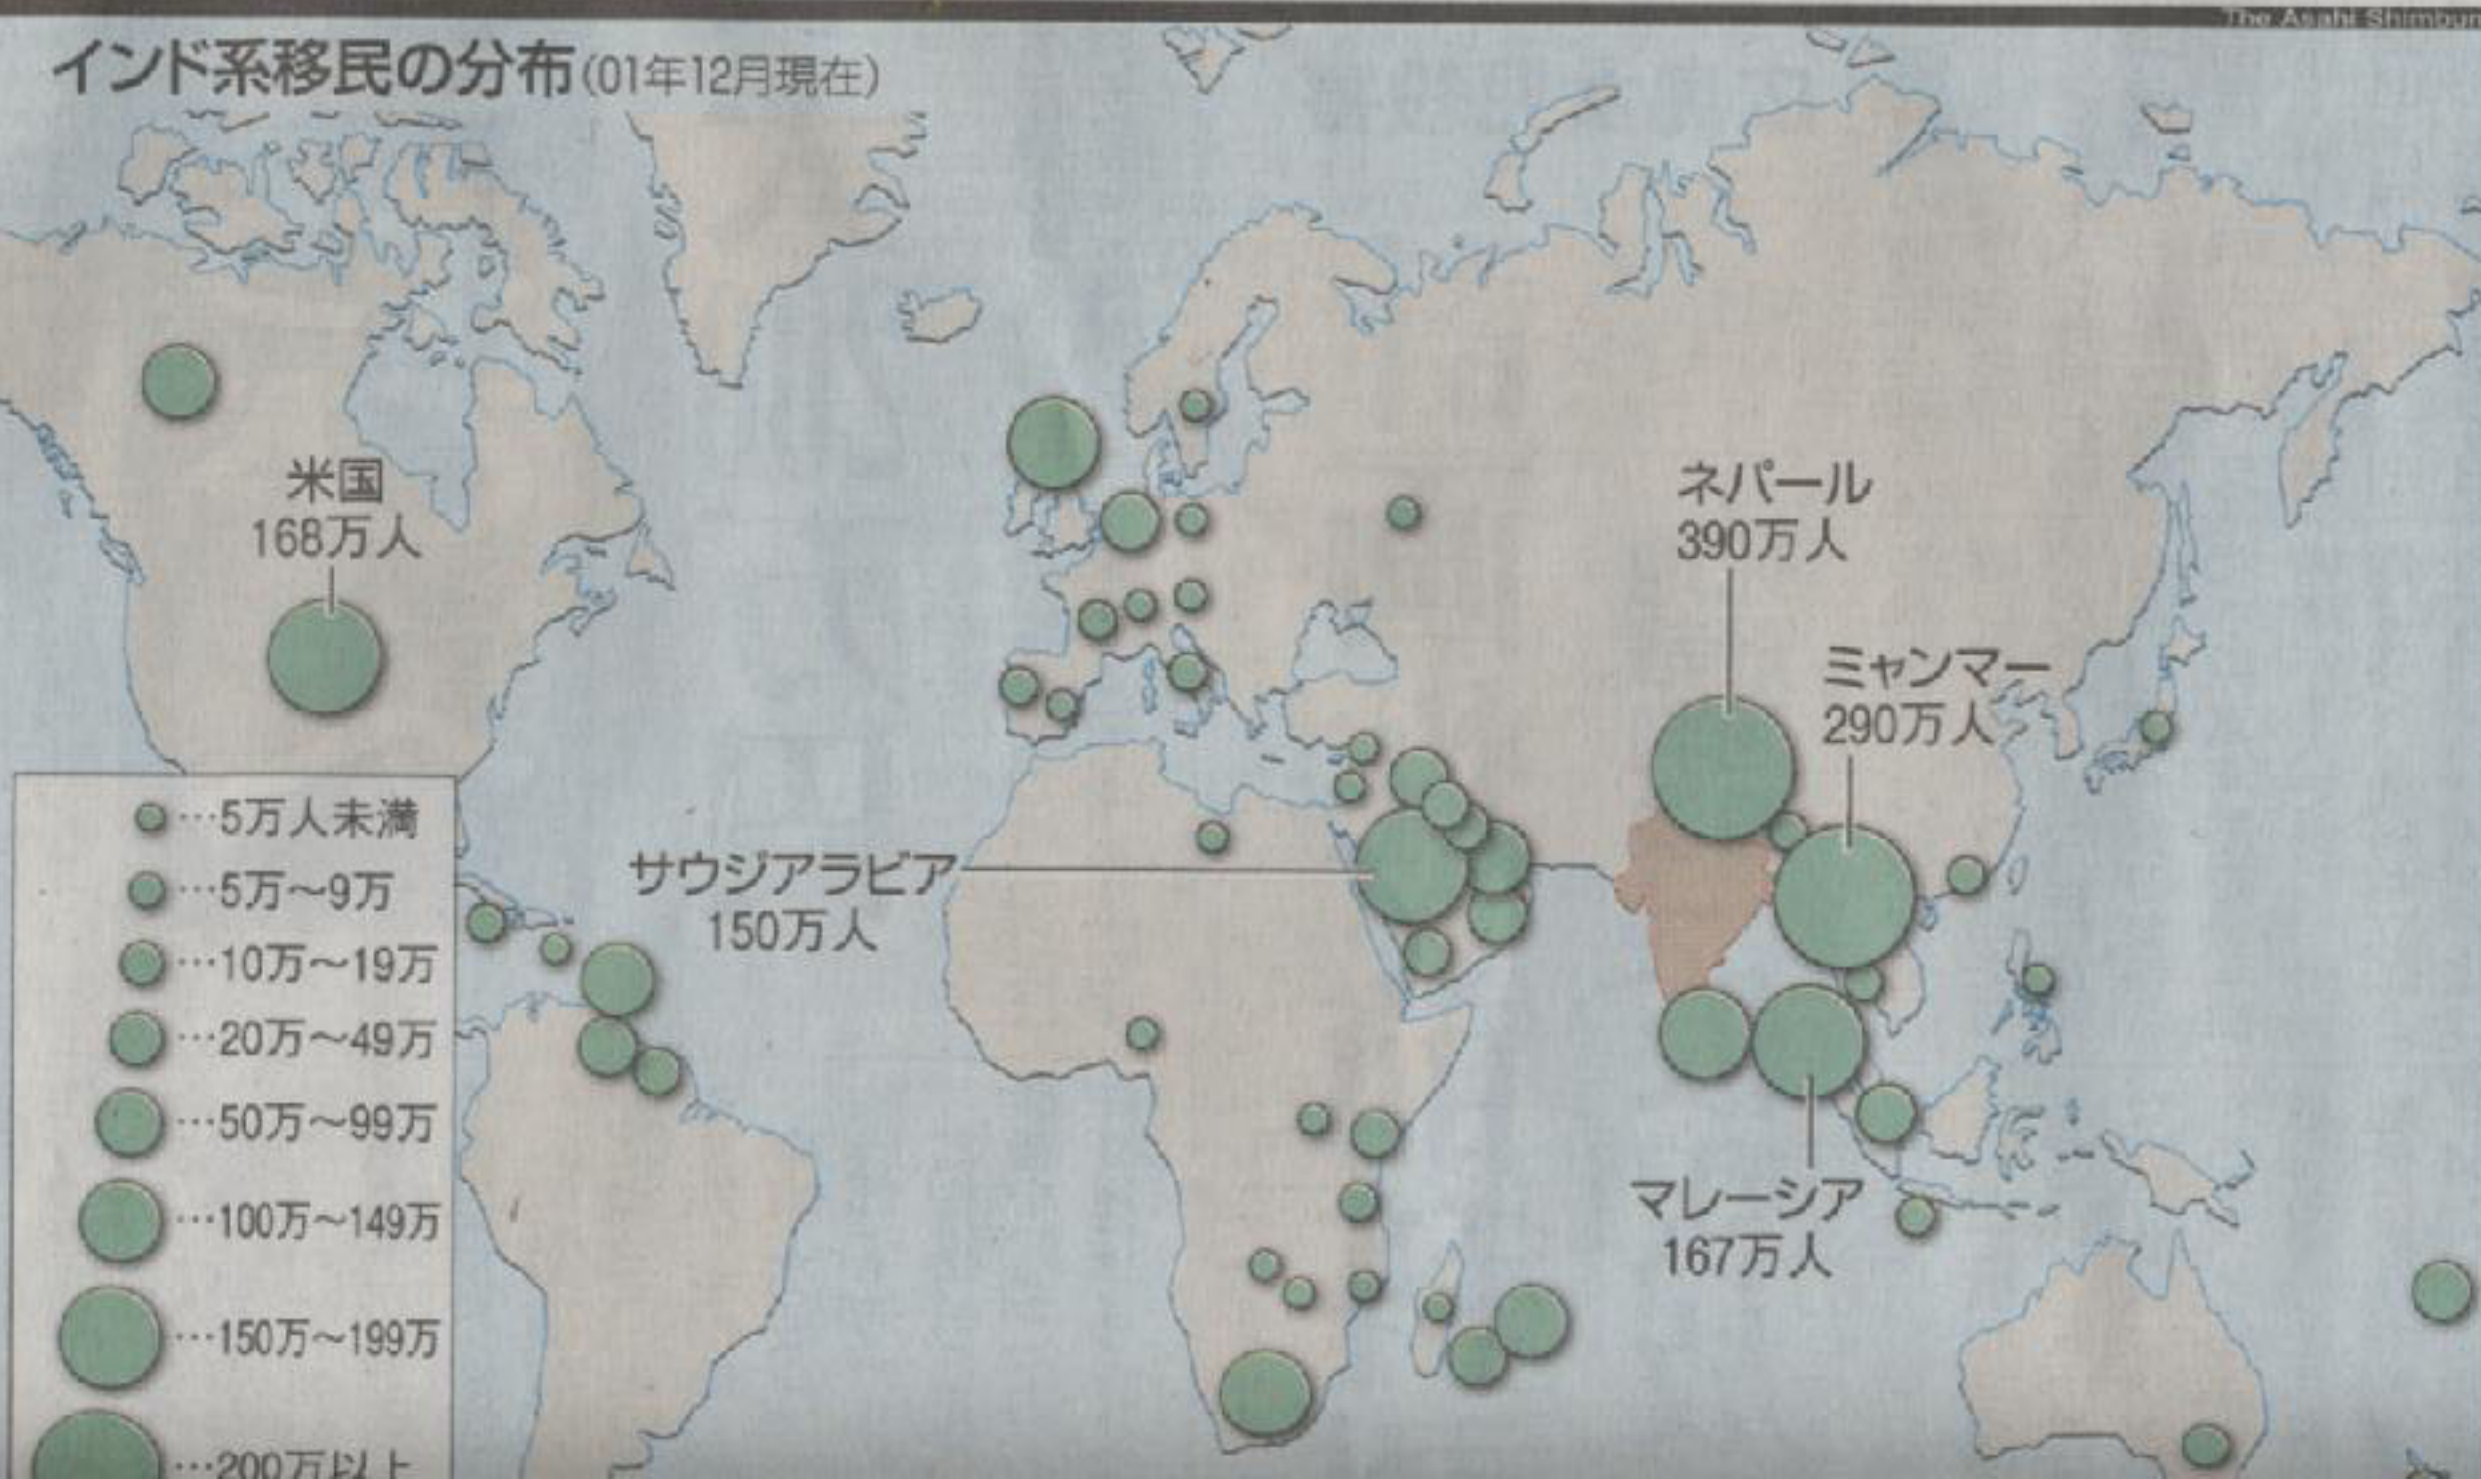 The Asahi Shimbun
インド系移民の分布(01年12月現在)
米国
168万人
ネパール
390万人
ミャンマー
290万人
サウジアラビア
150万人
マレーシア
167万人
…5万人未満
…5万〜9万
…10万〜19万
…20万〜49万
…50万〜99万
…100万〜149万
…150万〜199万
…200万以上